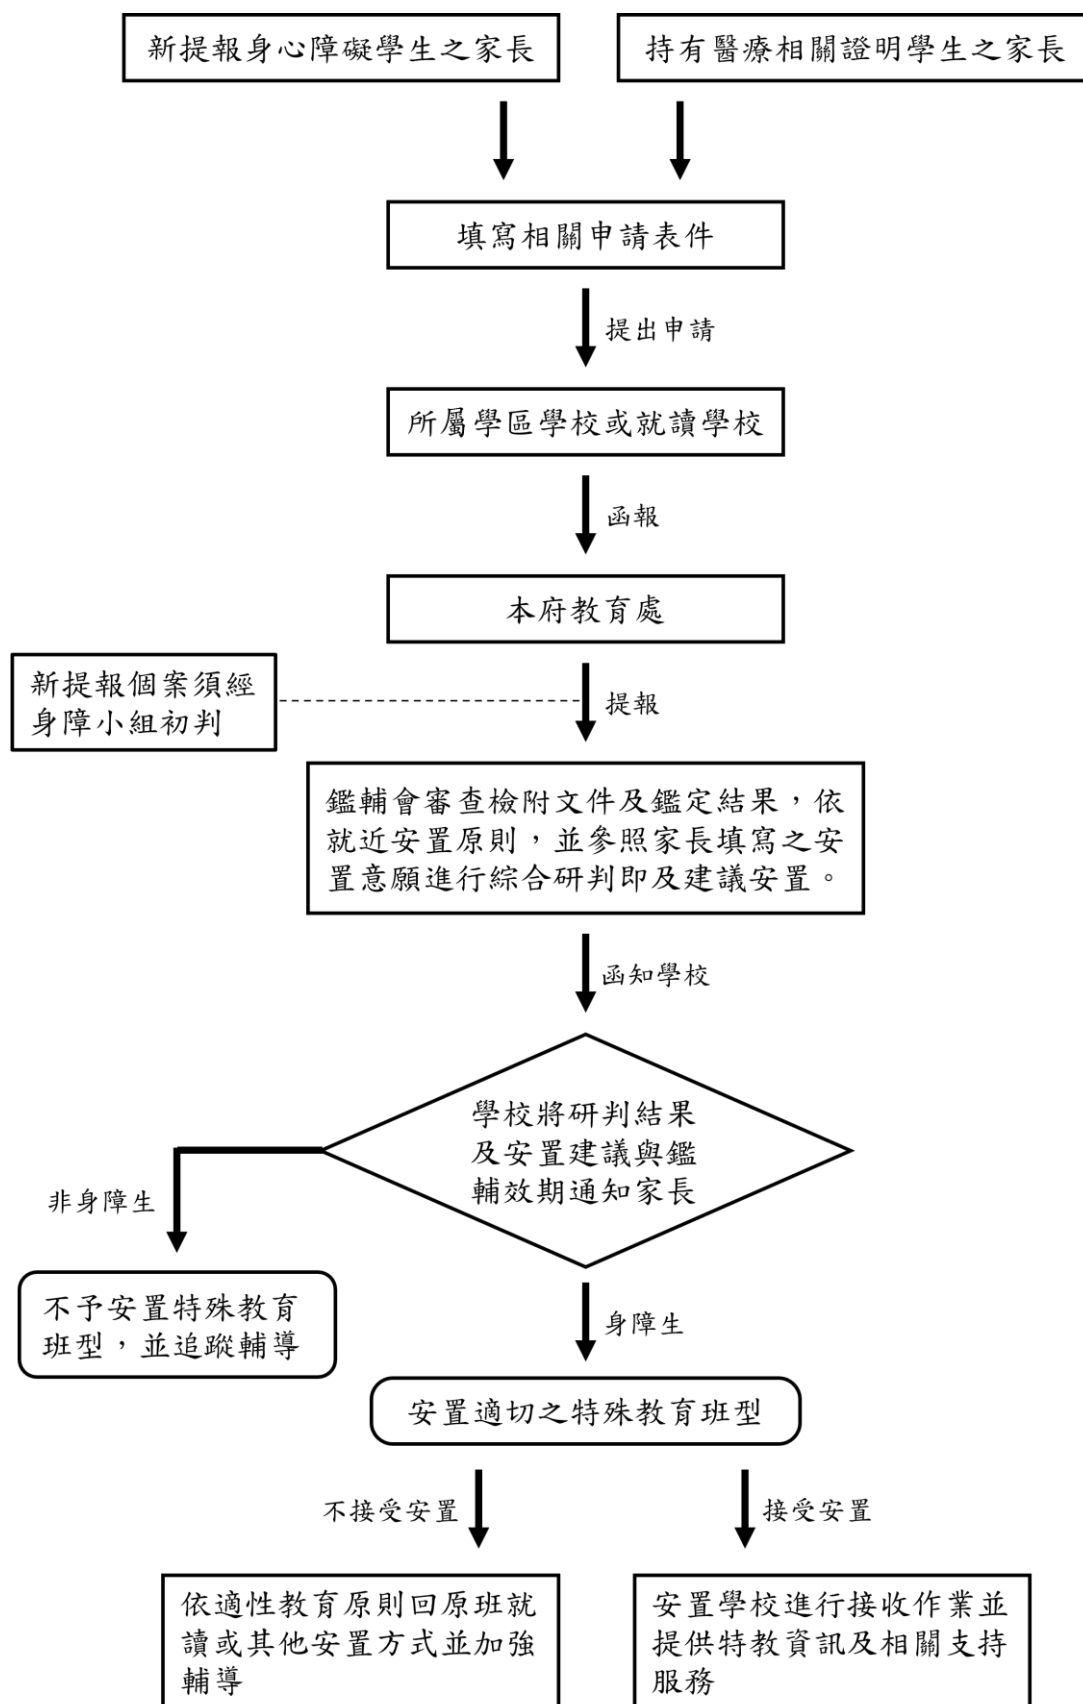 新提報身心障礙學生之家長
持有醫療相關證明學生之家長
填寫相關申請表件
提出申請
所屬學區學校或就讀學校
函報
本府教育處
新提報個案須經
身障小組初判
提報
鑑輔會審查檢附文件及鑑定結果，依
就近安置原則，並參照家長填寫之安
置意願進行綜合研判即及建議安置。
函知學校
學校將研判結果
及安置建議與鑑
輔效期通知家長
非身障生
不予安置特殊教育
班型，並追蹤輔導
身障生
安置適切之特殊教育班型
不接受安置
接受安置
依適性教育原則回原班就
讀或其他安置方式並加強
輔導
安置學校進行接收作業並
提供特教資訊及相關支持
服務